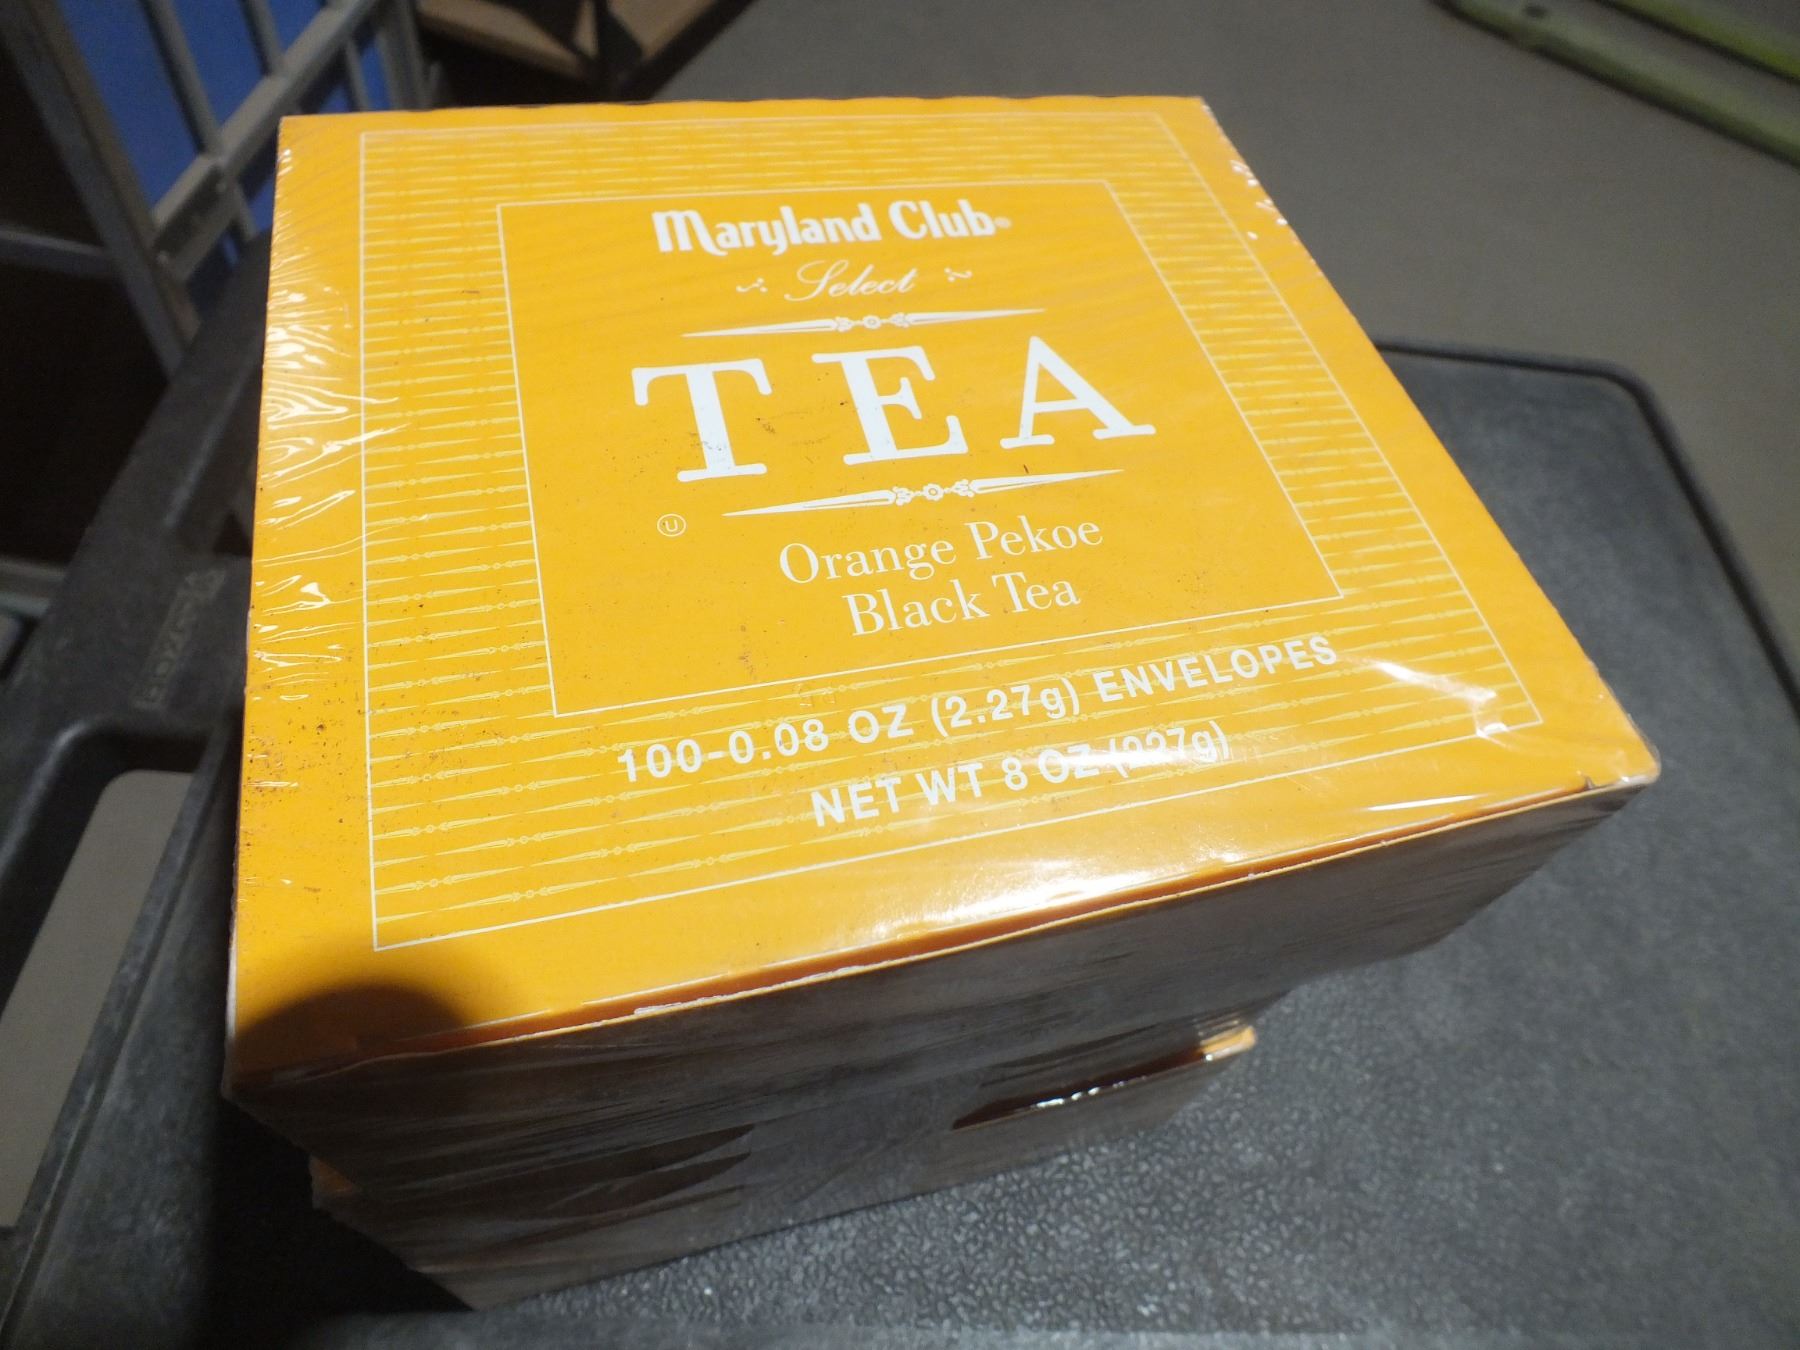 Maryland Club®
Select
TEA
Ⓤ
Orange Pekoe
Black Tea
100-0.08 OZ (2.27g) ENVELOPES
NET WT 8 OZ (227g)